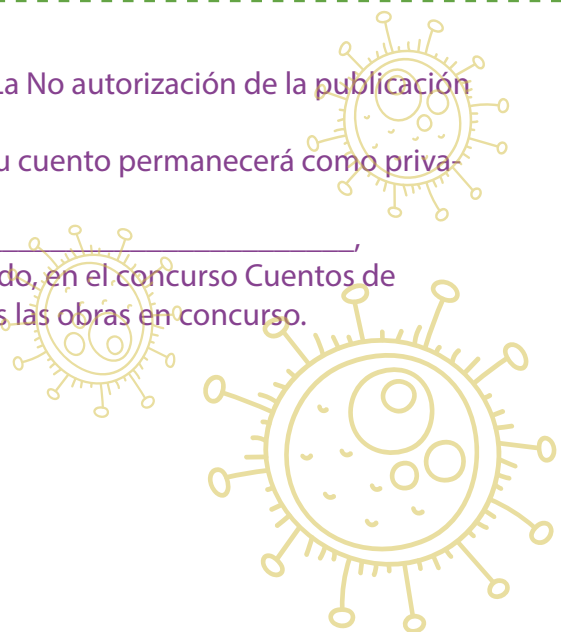 La No autorización de la publicación
u cuento permanecerá como priva-
______________________,
do, en el concurso Cuentos de
s las obras en concurso.